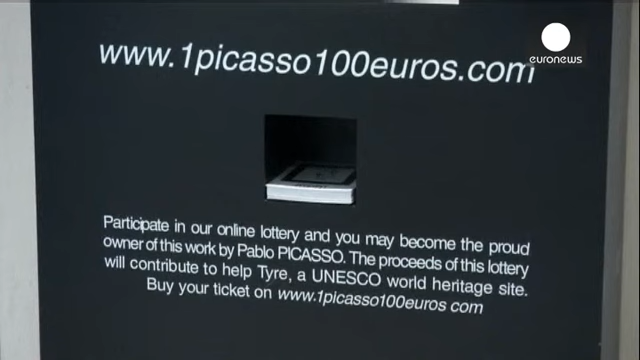 euronews
www.1picasso100euros.com
Participate in our online lottery and you may become the proud
owner of this work by Pablo PICASSO. The proceeds of this lottery
will contribute to help Tyre, a UNESCO world heritage site.
Buy your ticket on www.1picasso100euros com